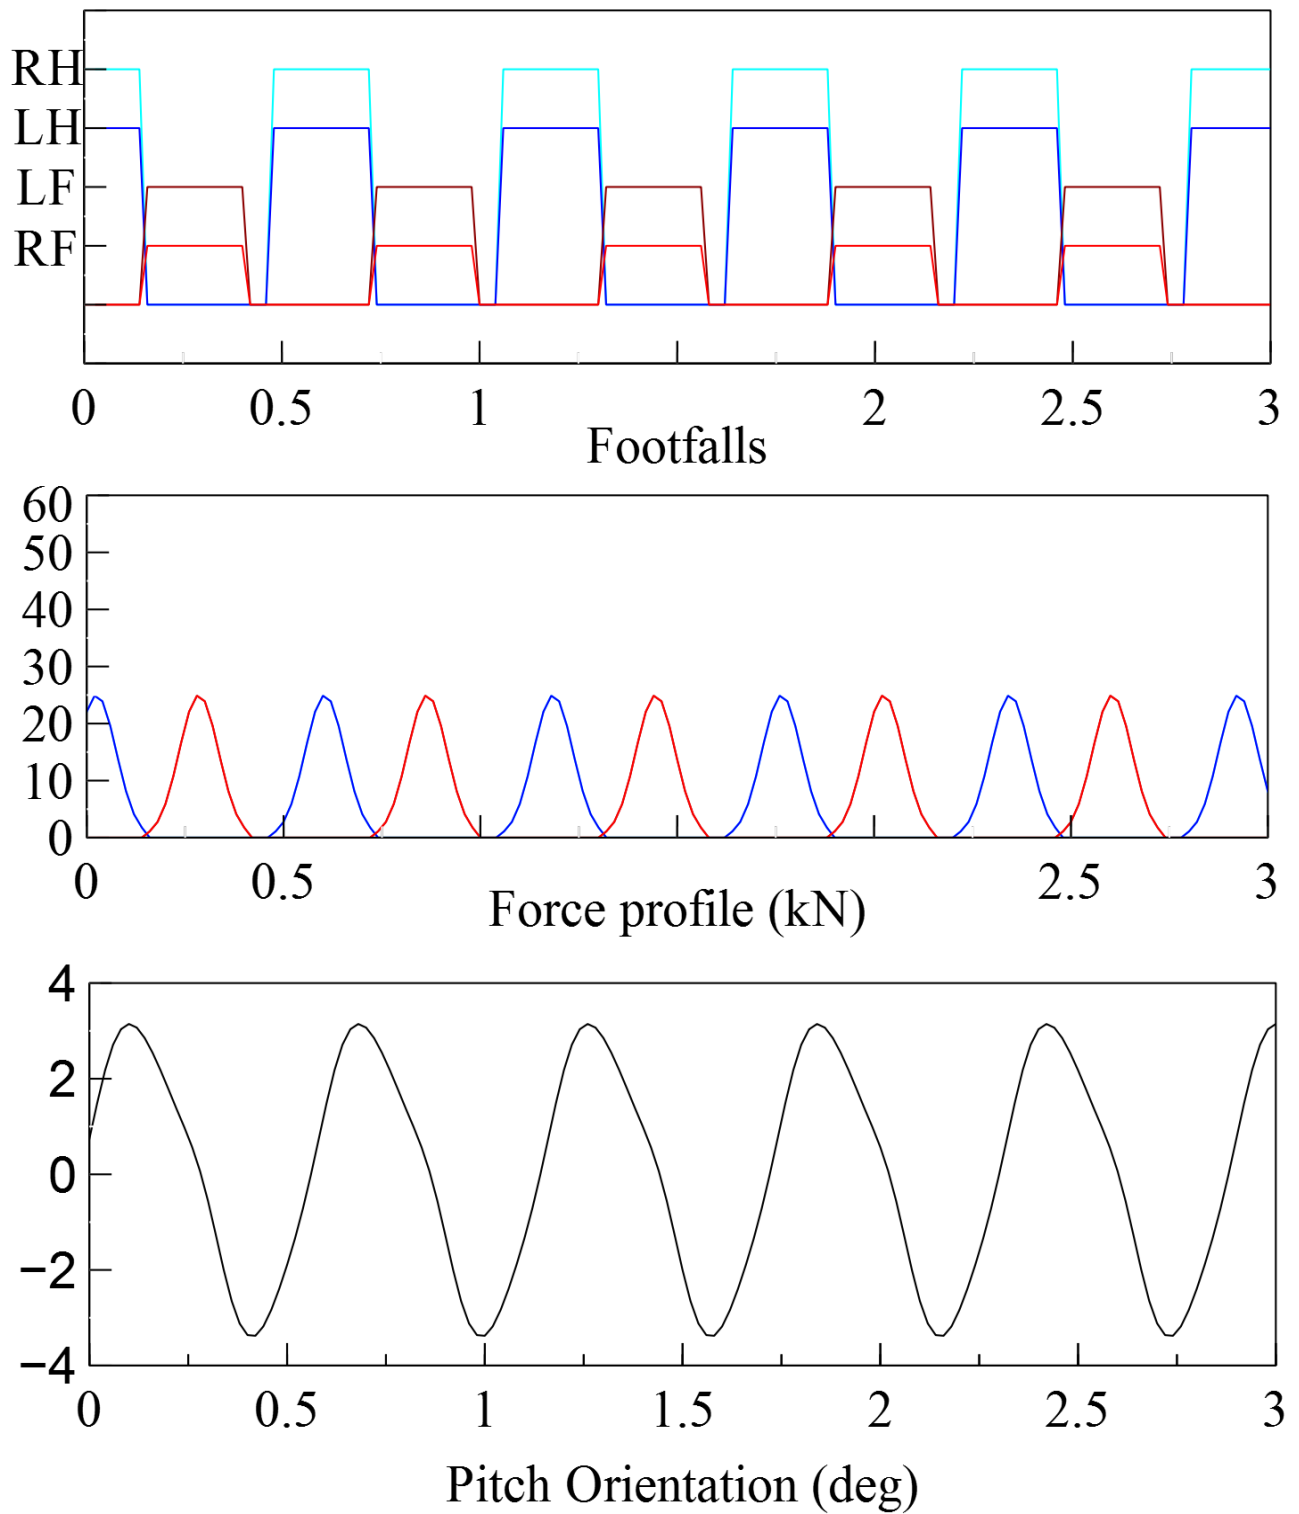 RH
LH
LF
RF
0 0.5 1 2 2.5 3
Footfalls
60
50
40
30
20
10
0
0 0.5 2.5 3
Force profile (kN)
4
2
0
−2
−4
0 0.5 1 1.5 2 2.5 3
Pitch Orientation (deg)